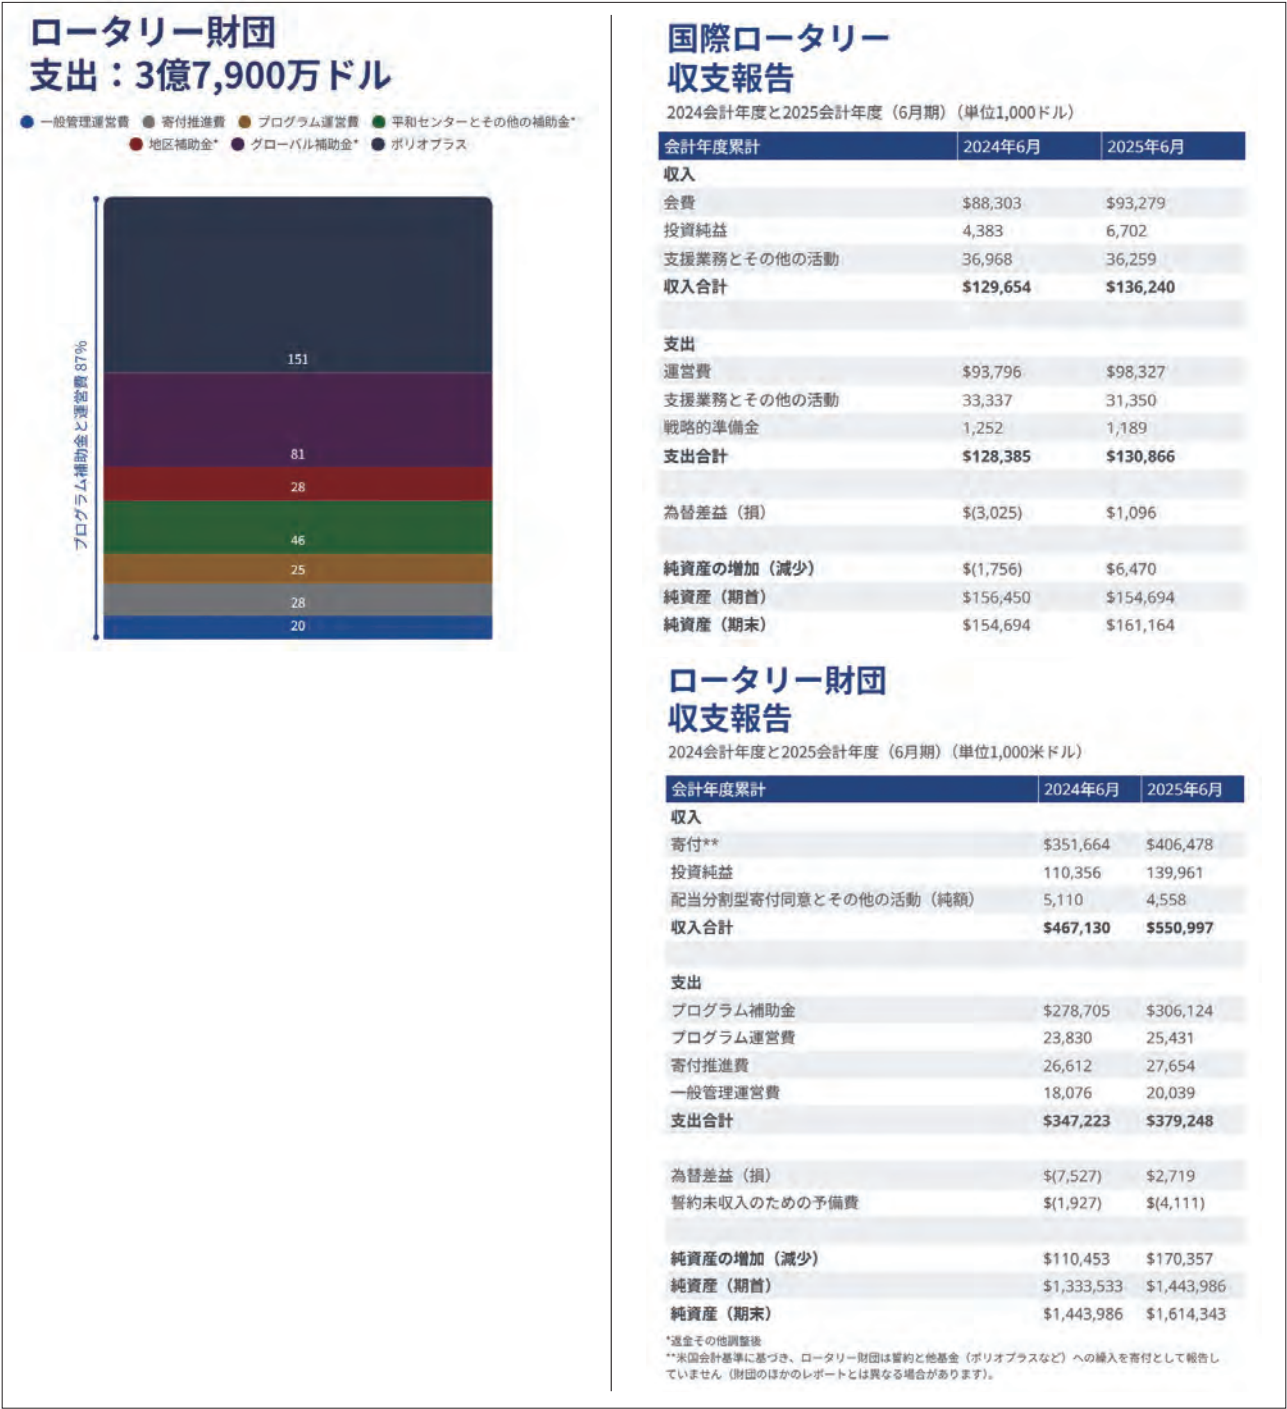 ロータリー財団
支出：3億7,900万ドル
一般管理運営費 寄付推進費 プログラム運営費 平和センターとその他の補助金*
地区補助金* グローバル補助金* ポリオプラス
プログラム補助金と運営費 87%
151
81
28
46
25
28
20
国際ロータリー
収支報告
2024会計年度と2025会計年度（6月期）（単位1,000ドル）
会計年度累計 2024年6月 2025年6月
収入
会費 $88,303 $93,279
投資純益 4,383 6,702
支援業務とその他の活動 36,968 36,259
収入合計 $129,654 $136,240
支出
運営費 $93,796 $98,327
支援業務とその他の活動 33,337 31,350
戦略的準備金 1,252 1,189
支出合計 $128,385 $130,866
為替差益（損） $(3,025) $1,096
純資産の増加（減少） $(1,756) $6,470
純資産（期首） $156,450 $154,694
純資産（期末） $154,694 $161,164
ロータリー財団
収支報告
2024会計年度と2025会計年度（6月期）（単位1,000米ドル）
会計年度累計 2024年6月 2025年6月
収入
寄付** $351,664 $406,478
投資純益 110,356 139,961
配当分割型寄付同意とその他の活動（純額） 5,110 4,558
収入合計 $467,130 $550,997
支出
プログラム補助金 $278,705 $306,124
プログラム運営費 23,830 25,431
寄付推進費 26,612 27,654
一般管理運営費 18,076 20,039
支出合計 $347,223 $379,248
為替差益（損） $(7,527) $2,719
誓約未収入のための予備費 $(1,927) $(4,111)
純資産の増加（減少） $110,453 $170,357
純資産（期首） $1,333,533 $1,443,986
純資産（期末） $1,443,986 $1,614,343
*返金その他調整後
**米国会計基準に基づき、ロータリー財団は誓約と他基金（ポリオプラスなど）への繰入を寄付として報告し
ていません（財団のほかのレポートとは異なる場合があります）。